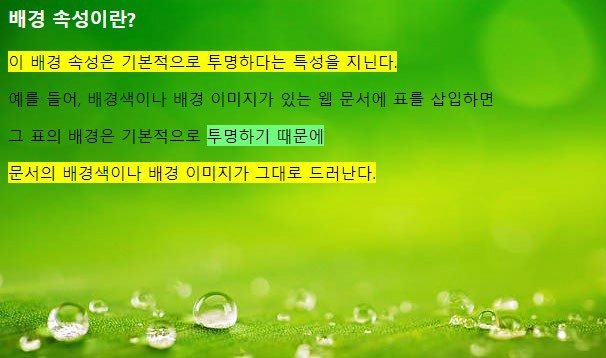 배경 속성이란?
이 배경 속성은 기본적으로 투명하다는 특성을 지닌다.
예를 들어, 배경색이나 배경 이미지가 있는 웹 문서에 표를 삽입하면
그 표의 배경은 기본적으로 투명하기 때문에
문서의 배경색이나 배경 이미지가 그대로 드러난다.